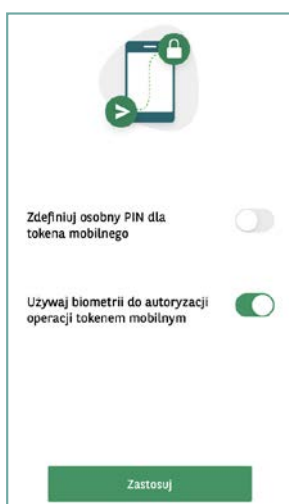 Zdefiniuj osobny PIN dla
tokena mobilnego
Używaj biometrii do autoryzacji
operacji tokenem mobilnym
Zastosuj